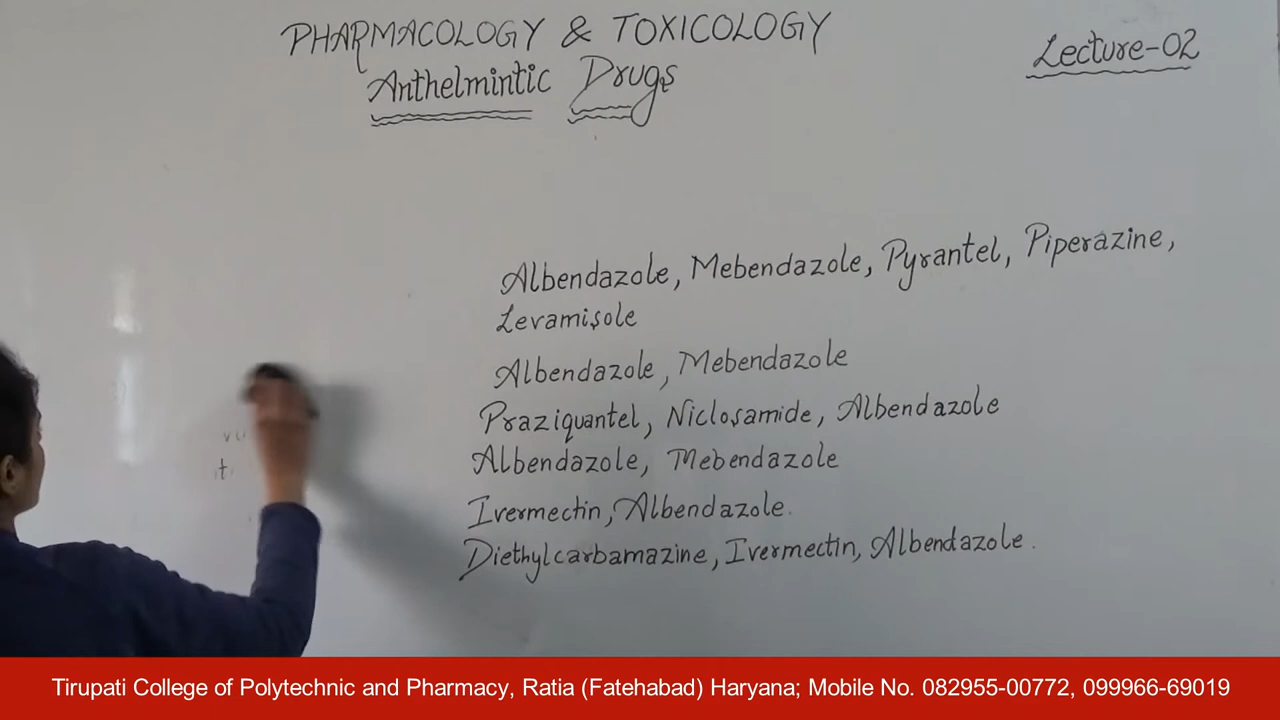 PHARMACOLOGY & TOXICOLOGY
Anthelmintic Drugs
Lecture-02
Albendazole, Mebendazole, Pyrantel, Piperazine,
Levamisole
Albendazole, Mebendazole
Praziquantel, Niclosamide, Albendazole
Albendazole, Mebendazole
Ivermectin, Albendazole.
Diethylcarbamazine, Ivermectin, Albendazole.
Tirupati College of Polytechnic and Pharmacy, Ratia (Fatehabad) Haryana; Mobile No. 082955-00772, 099966-69019